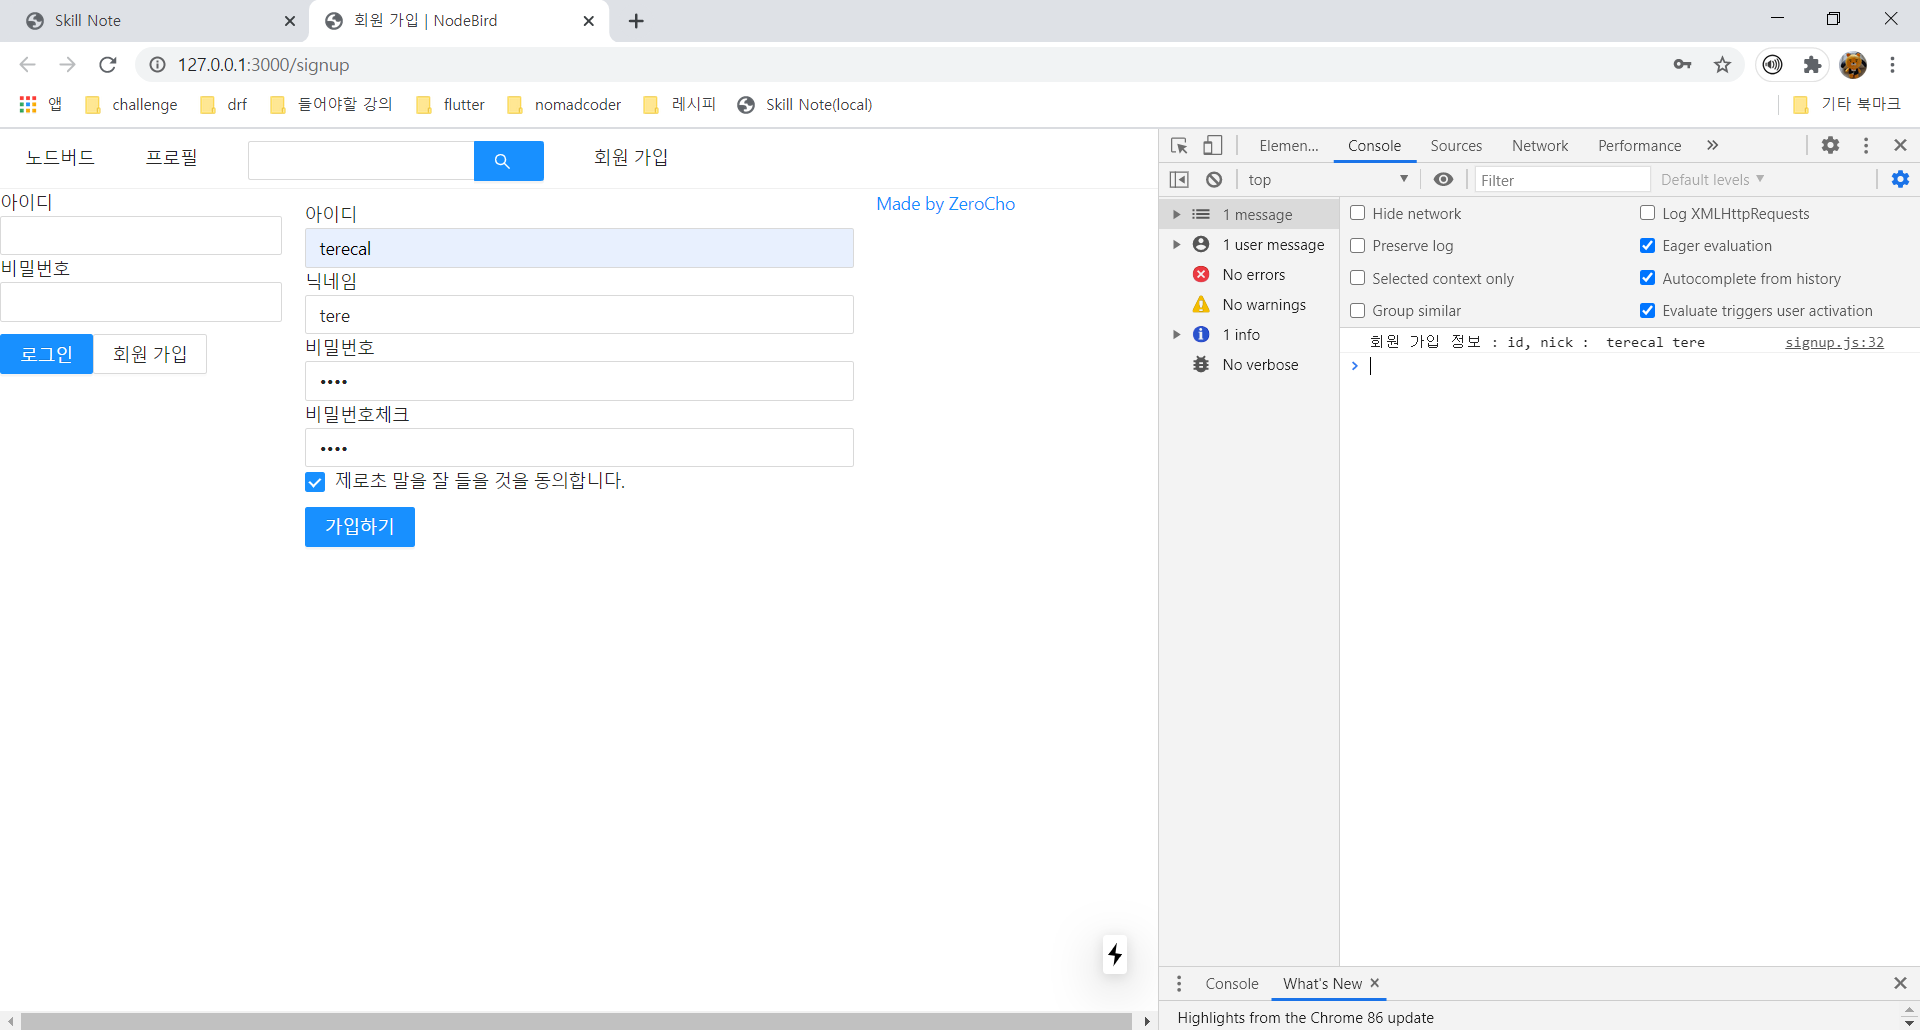 Skill Note
회원 가입 | NodeBird
127.0.0.1:3000/signup
앱 challenge drf 들어야할 강의 flutter nomadcoder 레시피 Skill Note(local) 기타 북마크
노드버드 프로필 회원 가입
아이디
비밀번호
로그인 회원 가입
아이디
terecal
닉네임
tere
비밀번호
••••
비밀번호체크
••••
제로초 말을 잘 들을 것을 동의합니다.
가입하기
Made by ZeroCho
Elemen... Console Sources Network Performance
top Filter Default levels
1 message
1 user message
No errors
No warnings
1 info
No verbose
Hide network Log XMLHttpRequests
Preserve log Eager evaluation
Selected context only Autocomplete from history
Group similar Evaluate triggers user activation
회원 가입 정보 : id, nick : terecal tere signup.js:32
Console What's New
Highlights from the Chrome 86 update